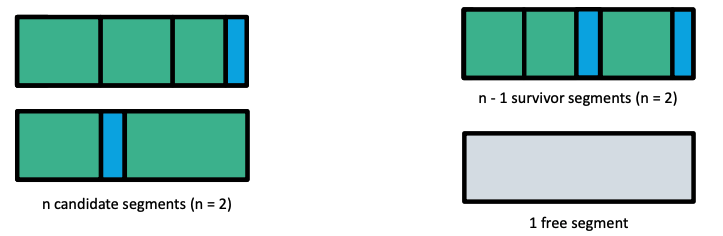 n - 1 survivor segments (n = 2)
n candidate segments (n = 2)
1 free segment